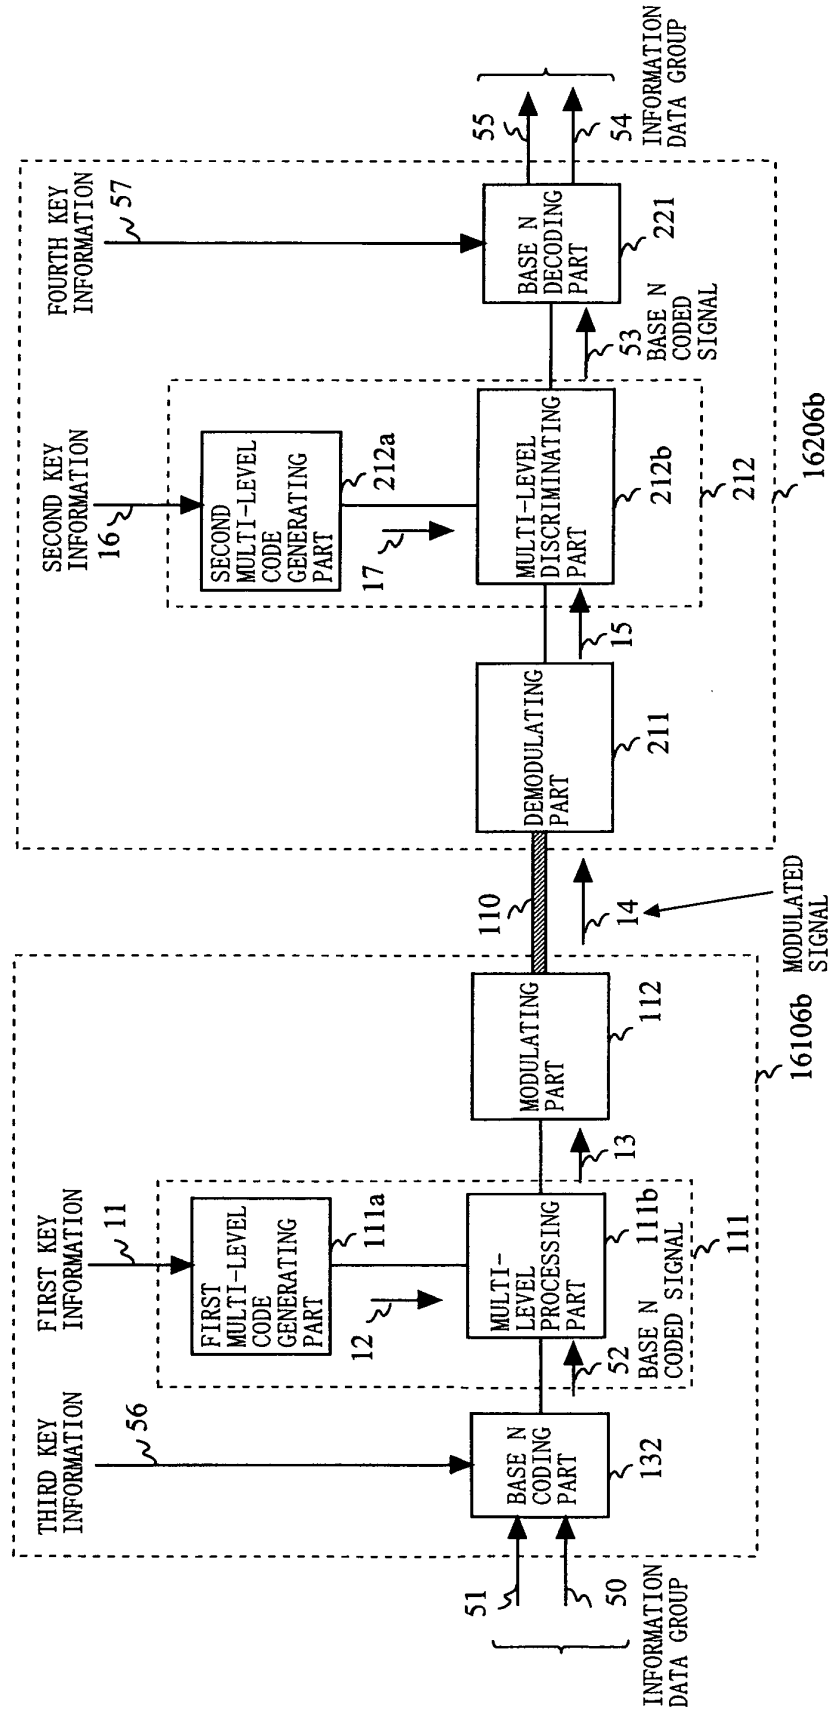 THIRD KEY
INFORMATION
56
FIRST KEY
INFORMATION
11
SECOND KEY
INFORMATION
16
FOURTH KEY
INFORMATION
57
FIRST
MULTI-LEVEL
CODE
GENERATING
PART
111a
12
SECOND
MULTI-LEVEL
CODE
GENERATING
PART
212a
17
51
50
INFORMATION
DATA GROUP
BASE N
CODING
PART
132
52
BASE N
CODED SIGNAL
MULTI-
LEVEL
PROCESSING
PART
111b
111
13
MODULATING
PART
112
16106b
110
14
MODULATED
SIGNAL
DEMODULATING
PART
211
15
MULTI-LEVEL
DISCRIMINATING
PART
212b
212
53
BASE N
CODED
SIGNAL
BASE N
DECODING
PART
221
16206b
55
54
INFORMATION
DATA GROUP